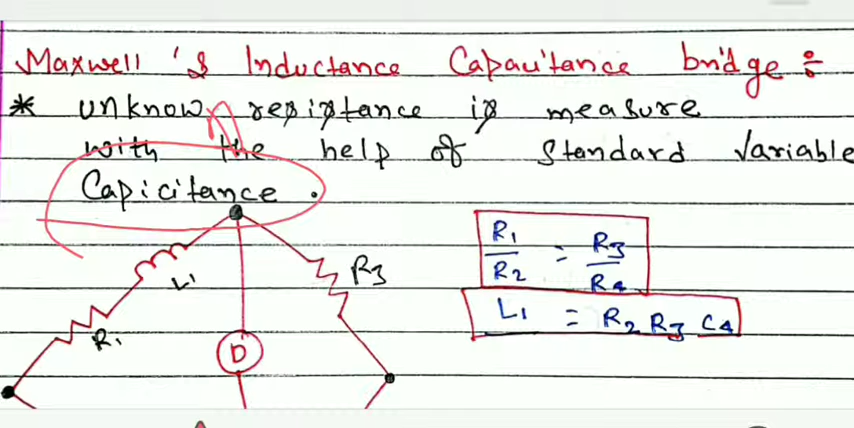 Maxwell's Inductance Capacitance bridge ÷
* unknown resistance is measure
with the help of Standard Variable
Capicitance.
R1/R2 = R3/R4
L1 = R2 R3 C4
L1
R3
R1
D